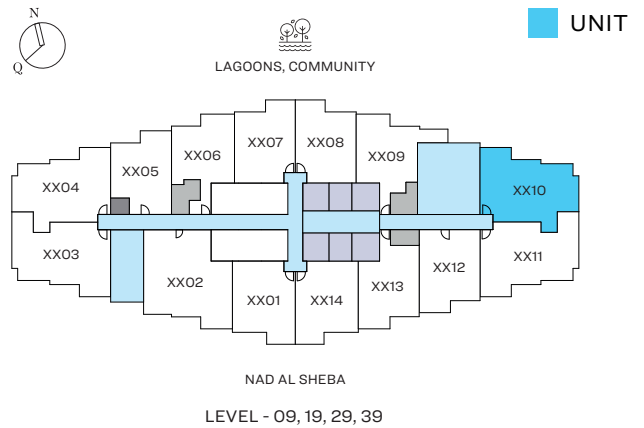 N
Q
UNIT
LAGOONS, COMMUNITY
XX07
XX08
XX06
XX09
XX05
XX04
XX10
XX03
XX11
XX02
XX12
XX01
XX14
XX13
NAD AL SHEBA
LEVEL - 09, 19, 29, 39